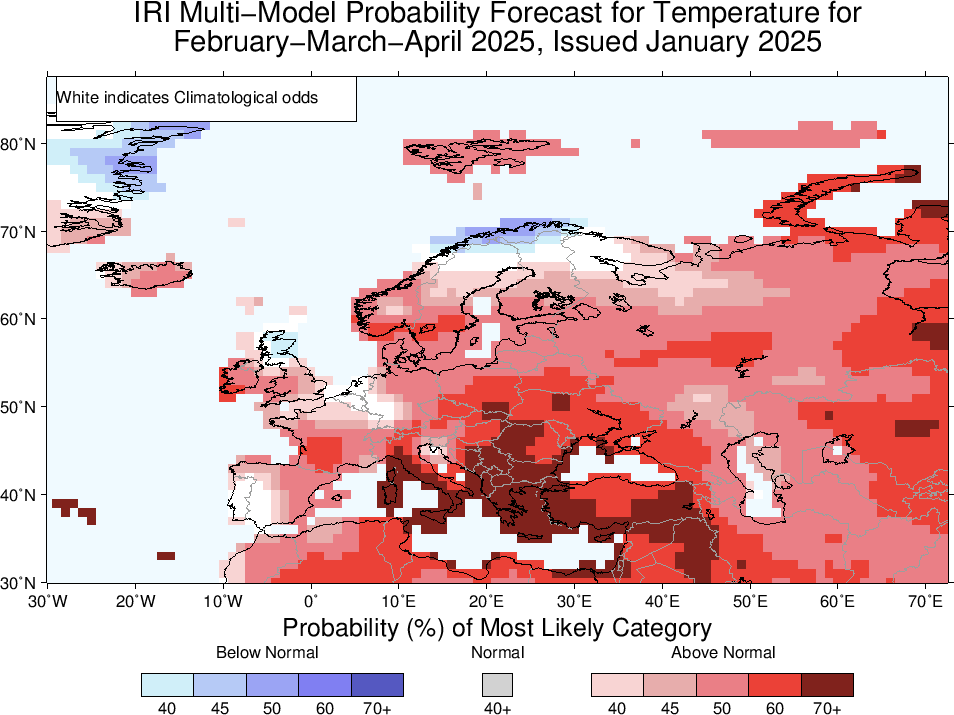 IRI Multi−Model Probability Forecast for Temperature for
February−March−April 2025, Issued January 2025
White indicates Climatological odds
80°N
70°N
60°N
50°N
40°N
30°N
30°W 20°W 10°W 0° 10°E 20°E 30°E 40°E 50°E 60°E 70°E
Probability (%) of Most Likely Category
Below Normal Normal Above Normal
40 45 50 60 70+ 40+ 40 45 50 60 70+